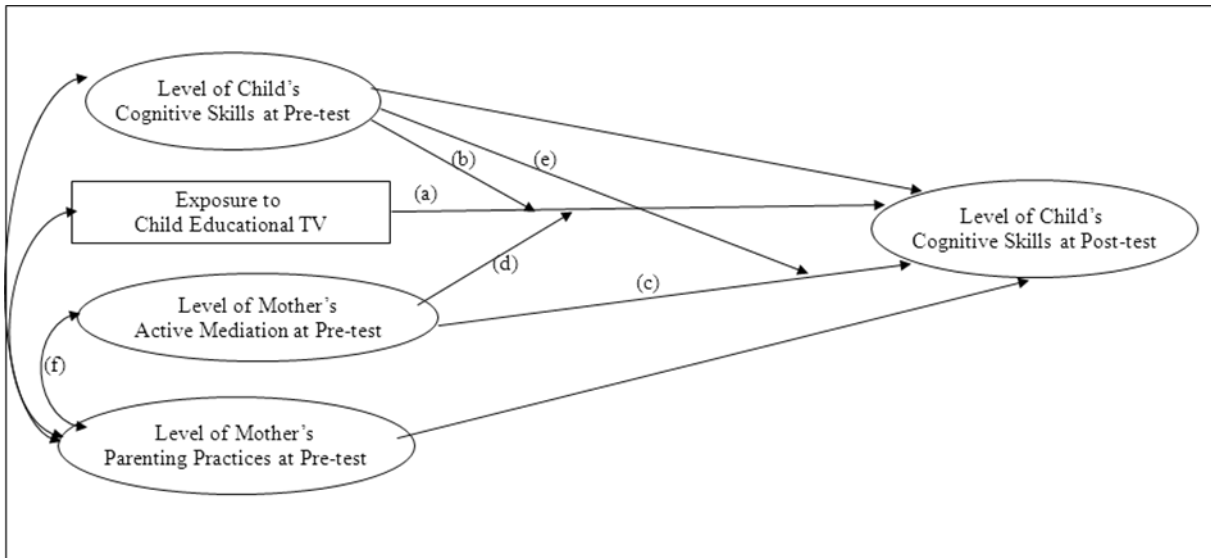 Level of Child's
Cognitive Skills at Pre-test
(b)
(e)
(a)
Exposure to
Child Educational TV
Level of Child's
Cognitive Skills at Post-test
(d)
(c)
Level of Mother's
Active Mediation at Pre-test
(f)
Level of Mother's
Parenting Practices at Pre-test